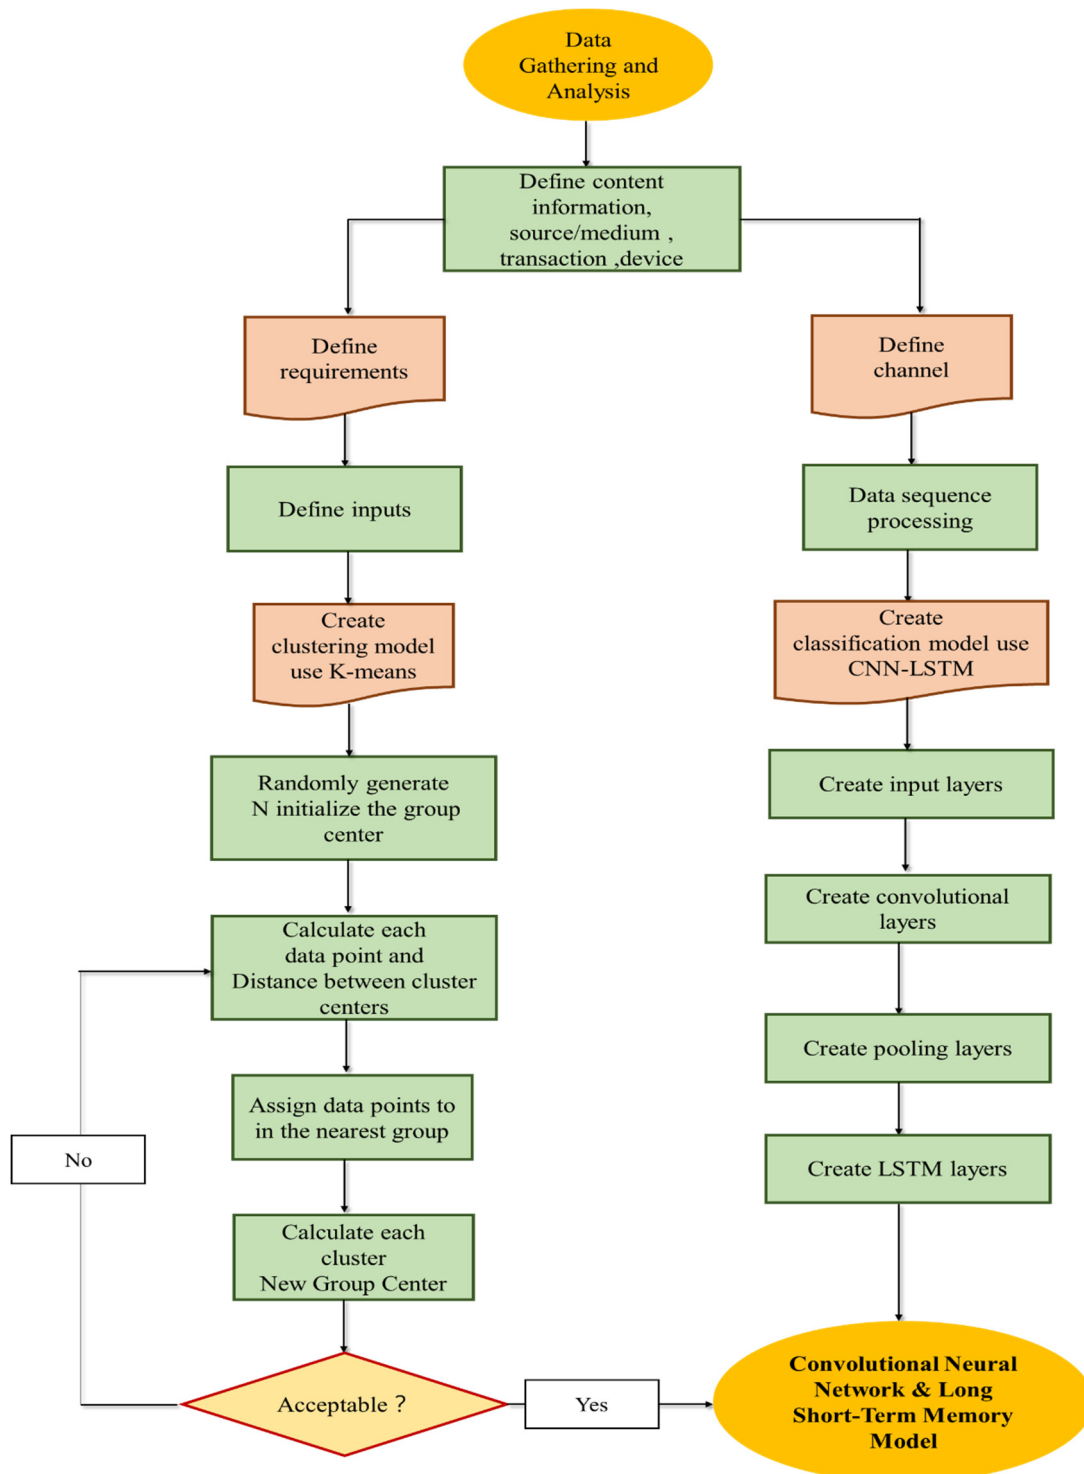 Data
Gathering and
Analysis
Define content
information,
source/medium ,
transaction ,device
Define
requirements
Define
channel
Define inputs
Data sequence
processing
Create
clustering model
use K-means
Create
classification model use
CNN-LSTM
Randomly generate
N initialize the group
center
Create input layers
Calculate each
data point and
Distance between cluster
centers
Create convolutional
layers
Create pooling layers
Assign data points to
in the nearest group
No
Create LSTM layers
Calculate each
cluster
New Group Center
Acceptable ?
Yes
Convolutional Neural
Network & Long
Short-Term Memory
Model